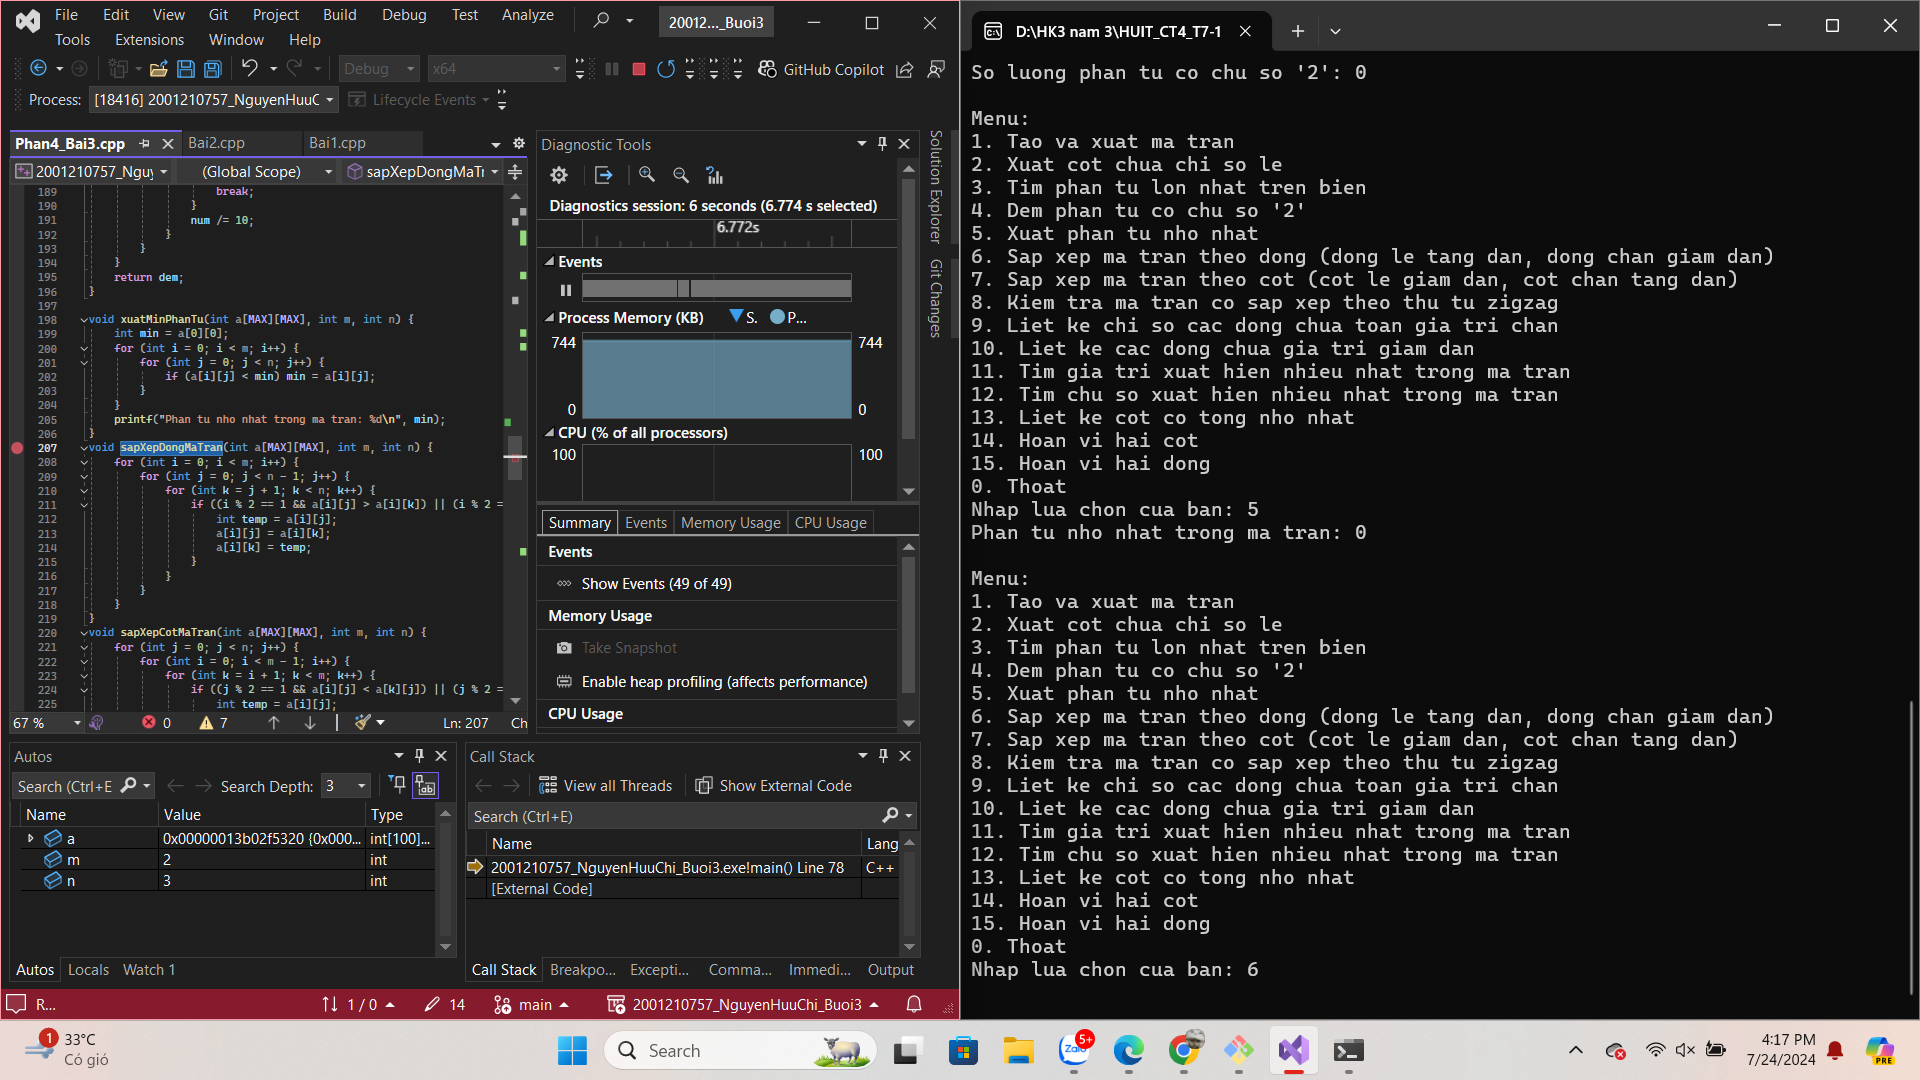 File Edit View Git Project Build Debug Test Analyze
20012..._Buoi3
Tools Extensions Window Help
Debug x64 GitHub Copilot
Process: [18416] 2001210757_NguyenHuuC Lifecycle Events
Phan4_Bai3.cpp Bai2.cpp Bai1.cpp
2001210757_Nguy (Global Scope) sapXepDongMaTr
189 break;
190 }
191 num /= 10;
192 }
193 }
194 }
195 return dem;
196 }
197
198 void xuatMinPhanTu(int a[MAX][MAX], int m, int n) {
199 int min = a[0][0];
200 for (int i = 0; i < m; i++) {
201 for (int j = 0; j < n; j++) {
202 if (a[i][j] < min) min = a[i][j];
203 }
204 }
205 printf("Phan tu nho nhat trong ma tran: %d\n", min);
206 }
207 void sapXepDongMaTran(int a[MAX][MAX], int m, int n) {
208 for (int i = 0; i < m; i++) {
209 for (int j = 0; j < n - 1; j++) {
210 for (int k = j + 1; k < n; k++) {
211 if ((i % 2 == 1 && a[i][j] > a[i][k]) || (i % 2 =
212 int temp = a[i][j];
213 a[i][j] = a[i][k];
214 a[i][k] = temp;
215 }
216 }
217 }
218 }
219 }
220 void sapXepCotMaTran(int a[MAX][MAX], int m, int n) {
221 for (int j = 0; j < n; j++) {
222 for (int i = 0; i < m - 1; i++) {
223 for (int k = i + 1; k < m; k++) {
224 if ((j % 2 == 1 && a[i][j] < a[k][j]) || (j % 2 =
225 int temp = a[i][j];
67 % 0 7 Ln: 207 Ch
Diagnostic Tools
Diagnostics session: 6 seconds (6.774 s selected)
6.772s
Events
Process Memory (KB) S. P...
744 744
0 0
CPU (% of all processors)
100 100
Summary Events Memory Usage CPU Usage
Events
Show Events (49 of 49)
Memory Usage
Take Snapshot
Enable heap profiling (affects performance)
CPU Usage
Solution Explorer
Git Changes
Autos
Search (Ctrl+E Search Depth: 3
Name Value Type
a 0x00000013b02f5320 {0x000... int[100]...
m 2 int
n 3 int
Autos Locals Watch 1
Call Stack
View all Threads Show External Code
Search (Ctrl+E)
Name Lang
2001210757_NguyenHuuChi_Buoi3.exe!main() Line 78 C++
[External Code]
Call Stack Breakpo... Excepti... Comma... Immedi... Output
R... 1 / 0 14 main 2001210757_NguyenHuuChi_Buoi3
D:\HK3 nam 3\HUIT_CT4_T7-1
So luong phan tu co chu so '2': 0
Menu:
1. Tao va xuat ma tran
2. Xuat cot chua chi so le
3. Tim phan tu lon nhat tren bien
4. Dem phan tu co chu so '2'
5. Xuat phan tu nho nhat
6. Sap xep ma tran theo dong (dong le tang dan, dong chan giam dan)
7. Sap xep ma tran theo cot (cot le giam dan, cot chan tang dan)
8. Kiem tra ma tran co sap xep theo thu tu zigzag
9. Liet ke chi so cac dong chua toan gia tri chan
10. Liet ke cac dong chua gia tri giam dan
11. Tim gia tri xuat hien nhieu nhat trong ma tran
12. Tim chu so xuat hien nhieu nhat trong ma tran
13. Liet ke cot co tong nho nhat
14. Hoan vi hai cot
15. Hoan vi hai dong
0. Thoat
Nhap lua chon cua ban: 5
Phan tu nho nhat trong ma tran: 0
Menu:
1. Tao va xuat ma tran
2. Xuat cot chua chi so le
3. Tim phan tu lon nhat tren bien
4. Dem phan tu co chu so '2'
5. Xuat phan tu nho nhat
6. Sap xep ma tran theo dong (dong le tang dan, dong chan giam dan)
7. Sap xep ma tran theo cot (cot le giam dan, cot chan tang dan)
8. Kiem tra ma tran co sap xep theo thu tu zigzag
9. Liet ke chi so cac dong chua toan gia tri chan
10. Liet ke cac dong chua gia tri giam dan
11. Tim gia tri xuat hien nhieu nhat trong ma tran
12. Tim chu so xuat hien nhieu nhat trong ma tran
13. Liet ke cot co tong nho nhat
14. Hoan vi hai cot
15. Hoan vi hai dong
0. Thoat
Nhap lua chon cua ban: 6
1 33°C
Có gió
Search
Zalo 5+
4:17 PM
7/24/2024
PRE